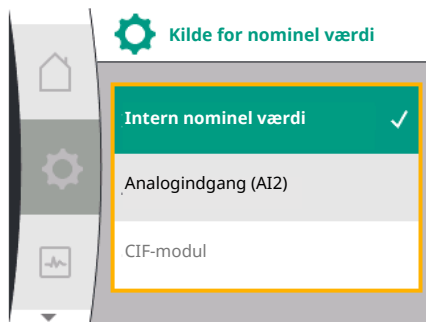 Kilde for nominel værdi
Intern nominel værdi
Analogindgang (AI2)
CIF-modul